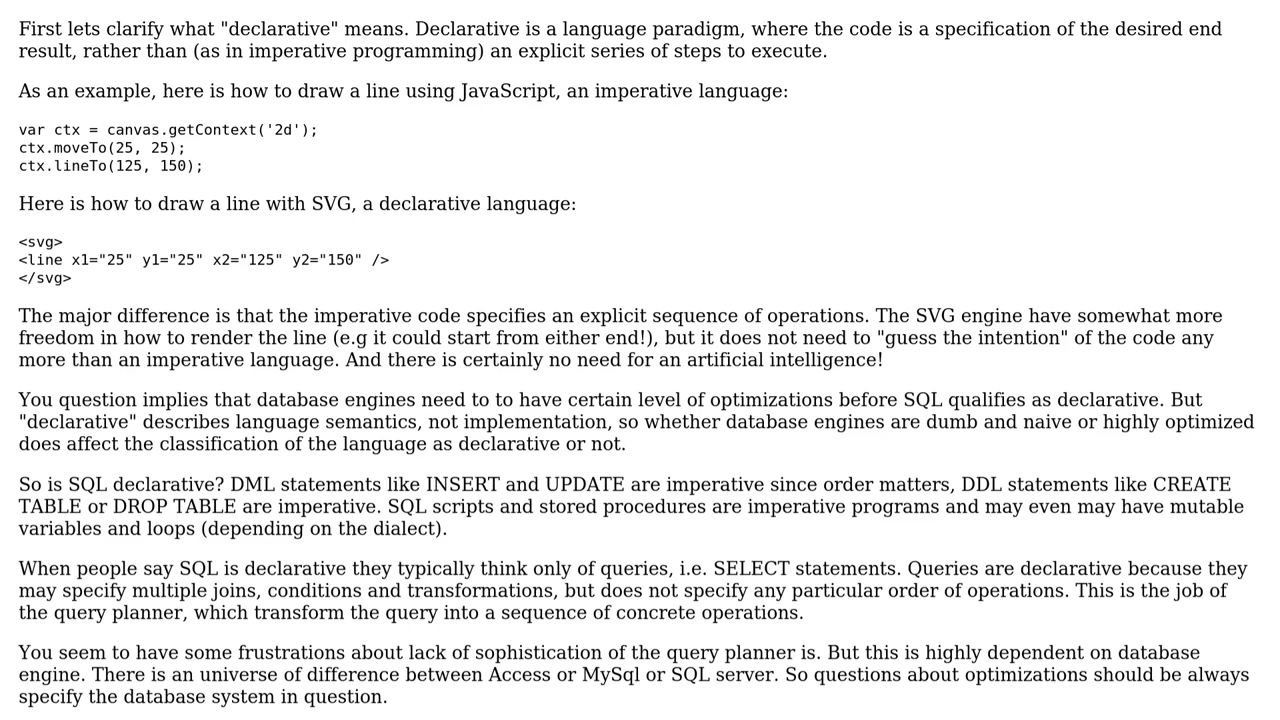 First lets clarify what "declarative" means. Declarative is a language paradigm, where the code is a specification of the desired end
result, rather than (as in imperative programming) an explicit series of steps to execute.
As an example, here is how to draw a line using JavaScript, an imperative language:
var ctx = canvas.getContext('2d');
ctx.moveTo(25, 25);
ctx.lineTo(125, 150);
Here is how to draw a line with SVG, a declarative language:
<svg>
<line x1="25" y1="25" x2="125" y2="150" />
</svg>
The major difference is that the imperative code specifies an explicit sequence of operations. The SVG engine have somewhat more
freedom in how to render the line (e.g it could start from either end!), but it does not need to "guess the intention" of the code any
more than an imperative language. And there is certainly no need for an artificial intelligence!
You question implies that database engines need to to have certain level of optimizations before SQL qualifies as declarative. But
"declarative" describes language semantics, not implementation, so whether database engines are dumb and naive or highly optimized
does affect the classification of the language as declarative or not.
So is SQL declarative? DML statements like INSERT and UPDATE are imperative since order matters, DDL statements like CREATE
TABLE or DROP TABLE are imperative. SQL scripts and stored procedures are imperative programs and may even may have mutable
variables and loops (depending on the dialect).
When people say SQL is declarative they typically think only of queries, i.e. SELECT statements. Queries are declarative because they
may specify multiple joins, conditions and transformations, but does not specify any particular order of operations. This is the job of
the query planner, which transform the query into a sequence of concrete operations.
You seem to have some frustrations about lack of sophistication of the query planner is. But this is highly dependent on database
engine. There is an universe of difference between Access or MySql or SQL server. So questions about optimizations should be always
specify the database system in question.